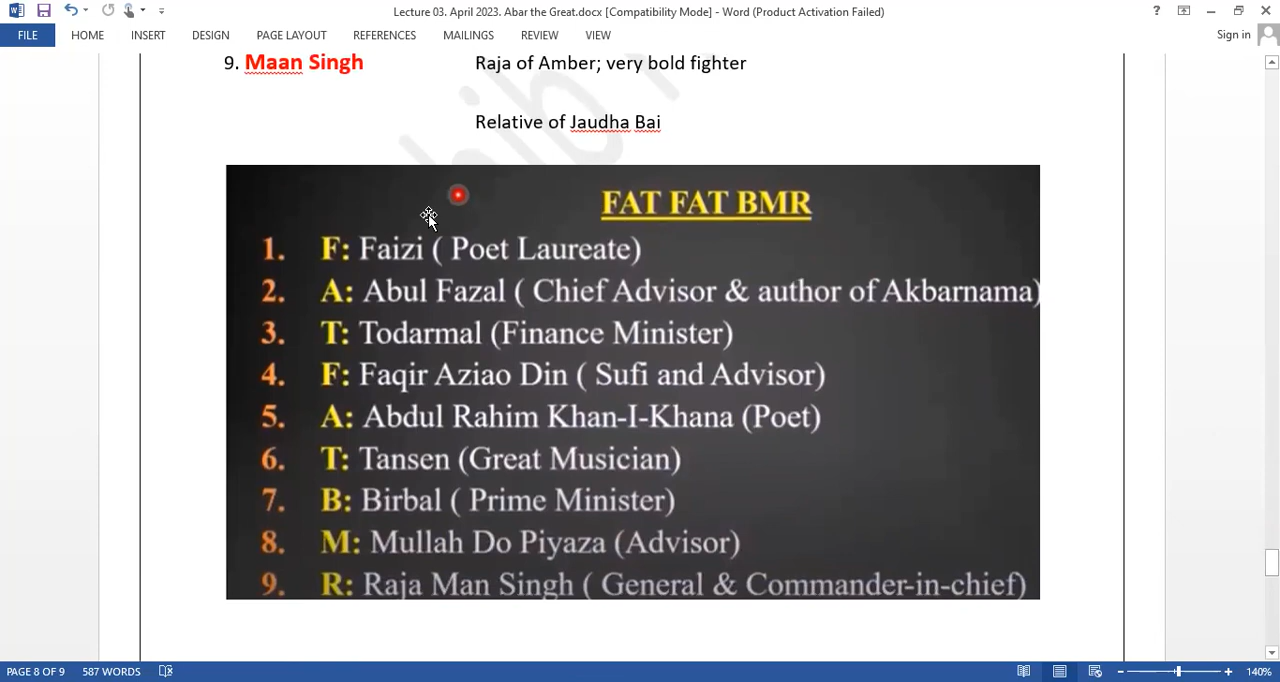 Lecture 03. April 2023. Abar the Great.docx [Compatibility Mode] - Word (Product Activation Failed)
FILE HOME INSERT DESIGN PAGE LAYOUT REFERENCES MAILINGS REVIEW VIEW Sign in
9. Maan Singh Raja of Amber; very bold fighter
Relative of Jaudha Bai
FAT FAT BMR
1. F: Faizi ( Poet Laureate)
2. A: Abul Fazal ( Chief Advisor & author of Akbarnama)
3. T: Todarmal (Finance Minister)
4. F: Faqir Aziao Din ( Sufi and Advisor)
5. A: Abdul Rahim Khan-I-Khana (Poet)
6. T: Tansen (Great Musician)
7. B: Birbal ( Prime Minister)
8. M: Mullah Do Piyaza (Advisor)
9. R: Raja Man Singh ( General & Commander-in-chief)
PAGE 8 OF 9 587 WORDS 140%